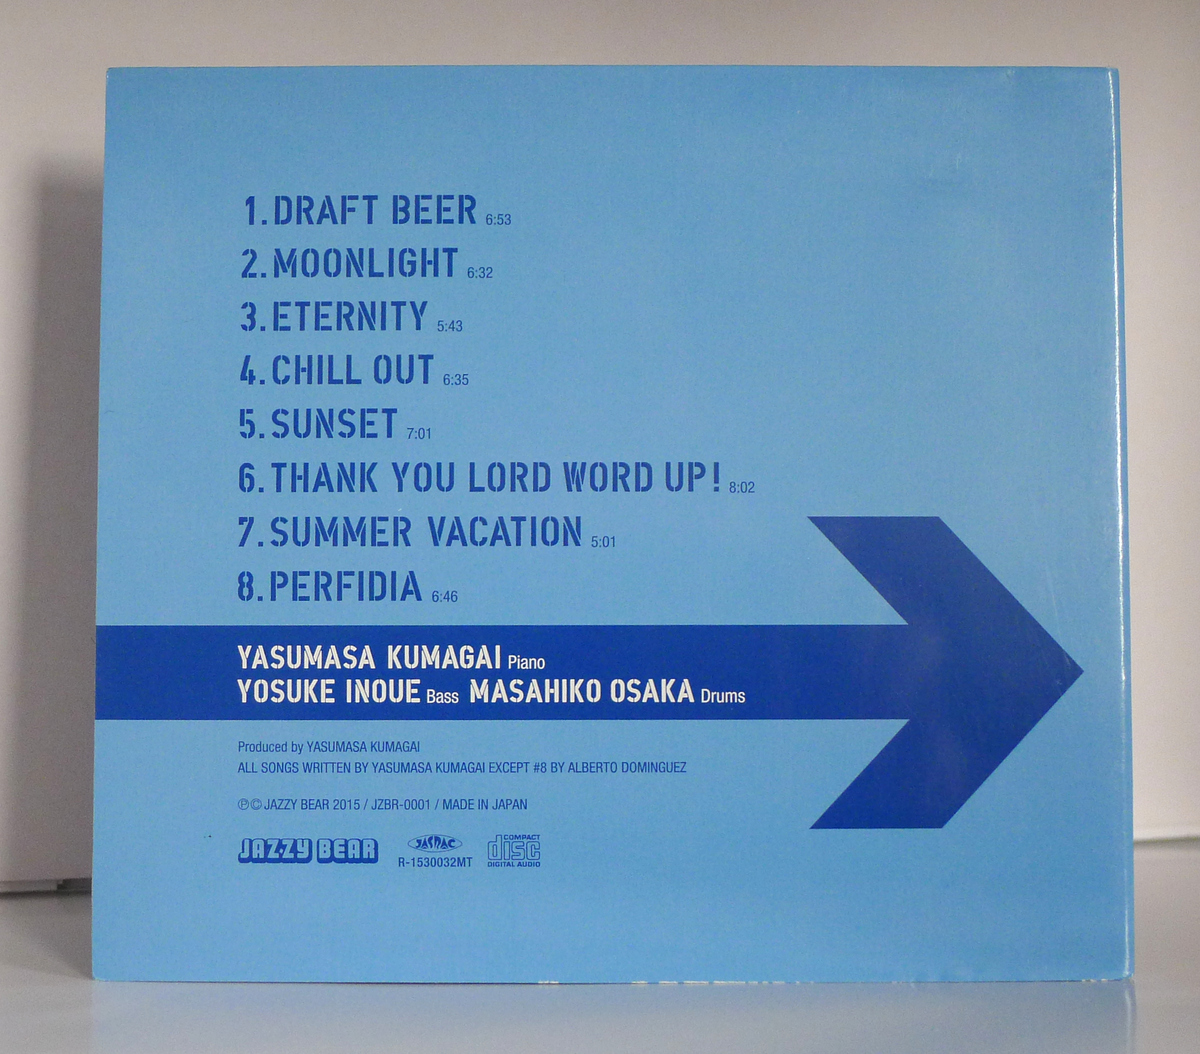 1. DRAFT BEER 6:53
2. MOONLIGHT 6:32
3. ETERNITY 5:43
4. CHILL OUT 6:35
5. SUNSET 7:01
6. THANK YOU LORD WORD UP! 8:02
7. SUMMER VACATION 5:01
8. PERFIDIA 6:46
YASUMASA KUMAGAI Piano
YOSUKE INOUE Bass MASAHIKO OSAKA Drums
Produced by YASUMASA KUMAGAI
ALL SONGS WRITTEN BY YASUMASA KUMAGAI EXCEPT #8 BY ALBERTO DOMINGUEZ
℗©JAZZY BEAR 2015 / JZBR-0001 / MADE IN JAPAN
JAZZY BEAR
JASRAC
R-1530032MT
COMPACT
disc
DIGITAL AUDIO